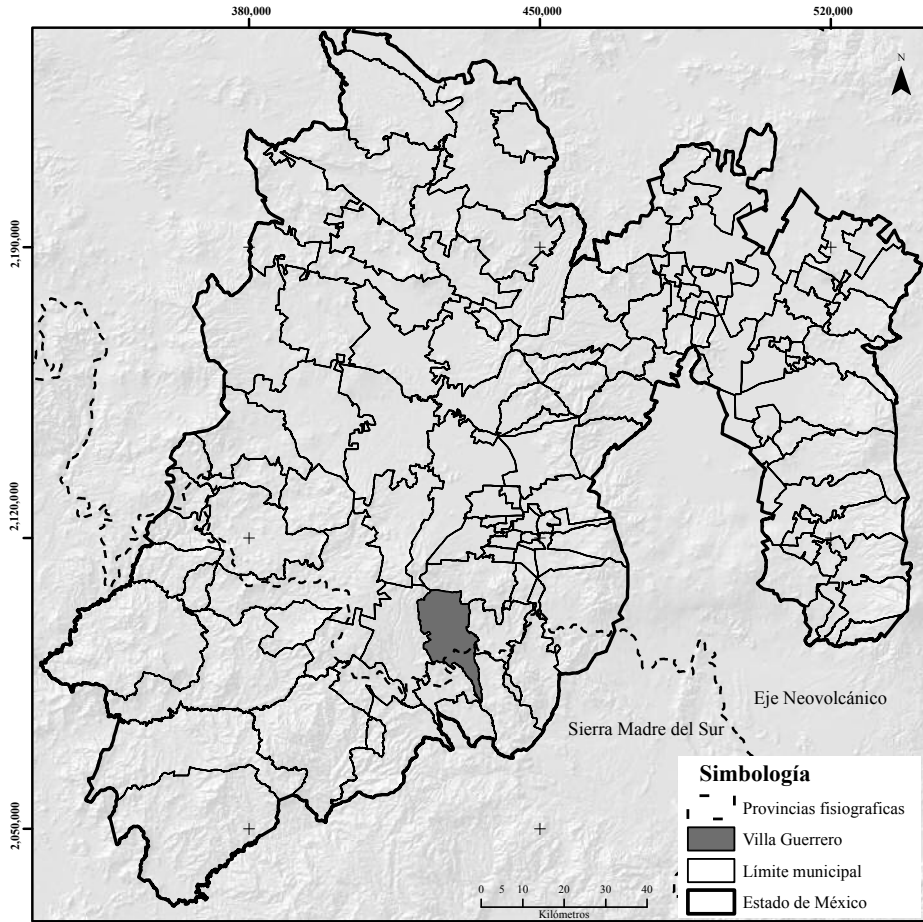 380,000
450,000
520,000
N
2,190,000
2,120,000
2,050,000
Eje Neovolcánico
Sierra Madre del Sur
Simbología
Provincias fisiograficas
Villa Guerrero
Límite municipal
Estado de México
0 5 10 20 30 40
Kilómetros